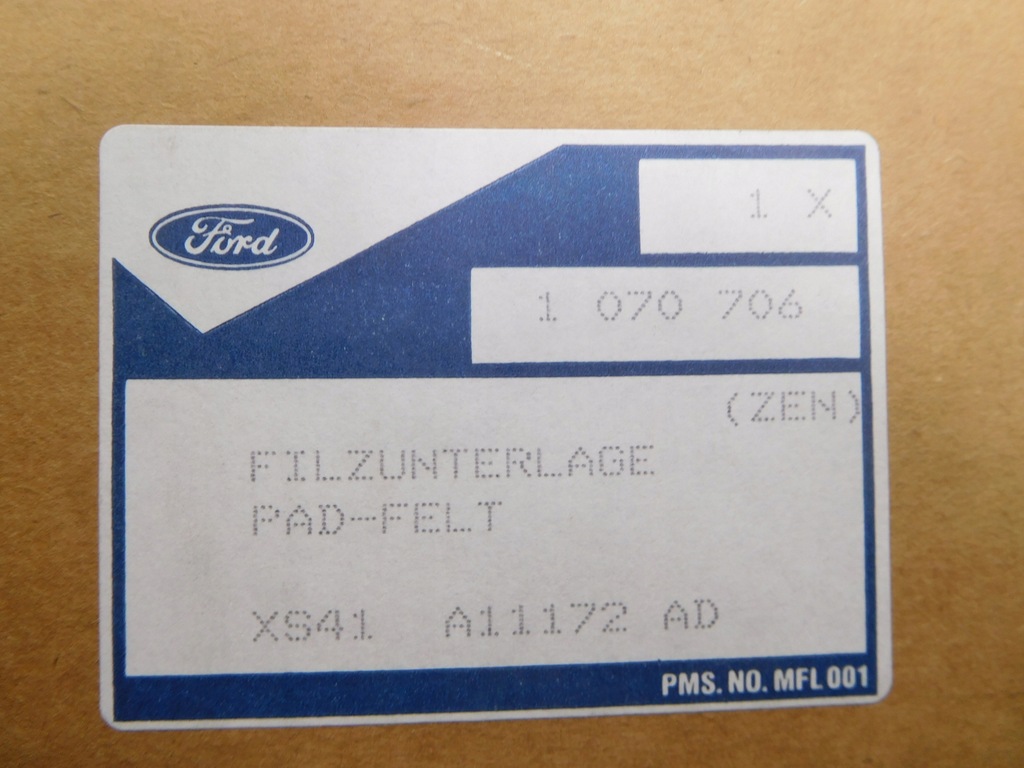 Ford
1 X
1 070 706
(ZEN)
FILZUNTERLAGE
PAD-FELT
XS41 A11172 AD
PMS. NO. MFL 001